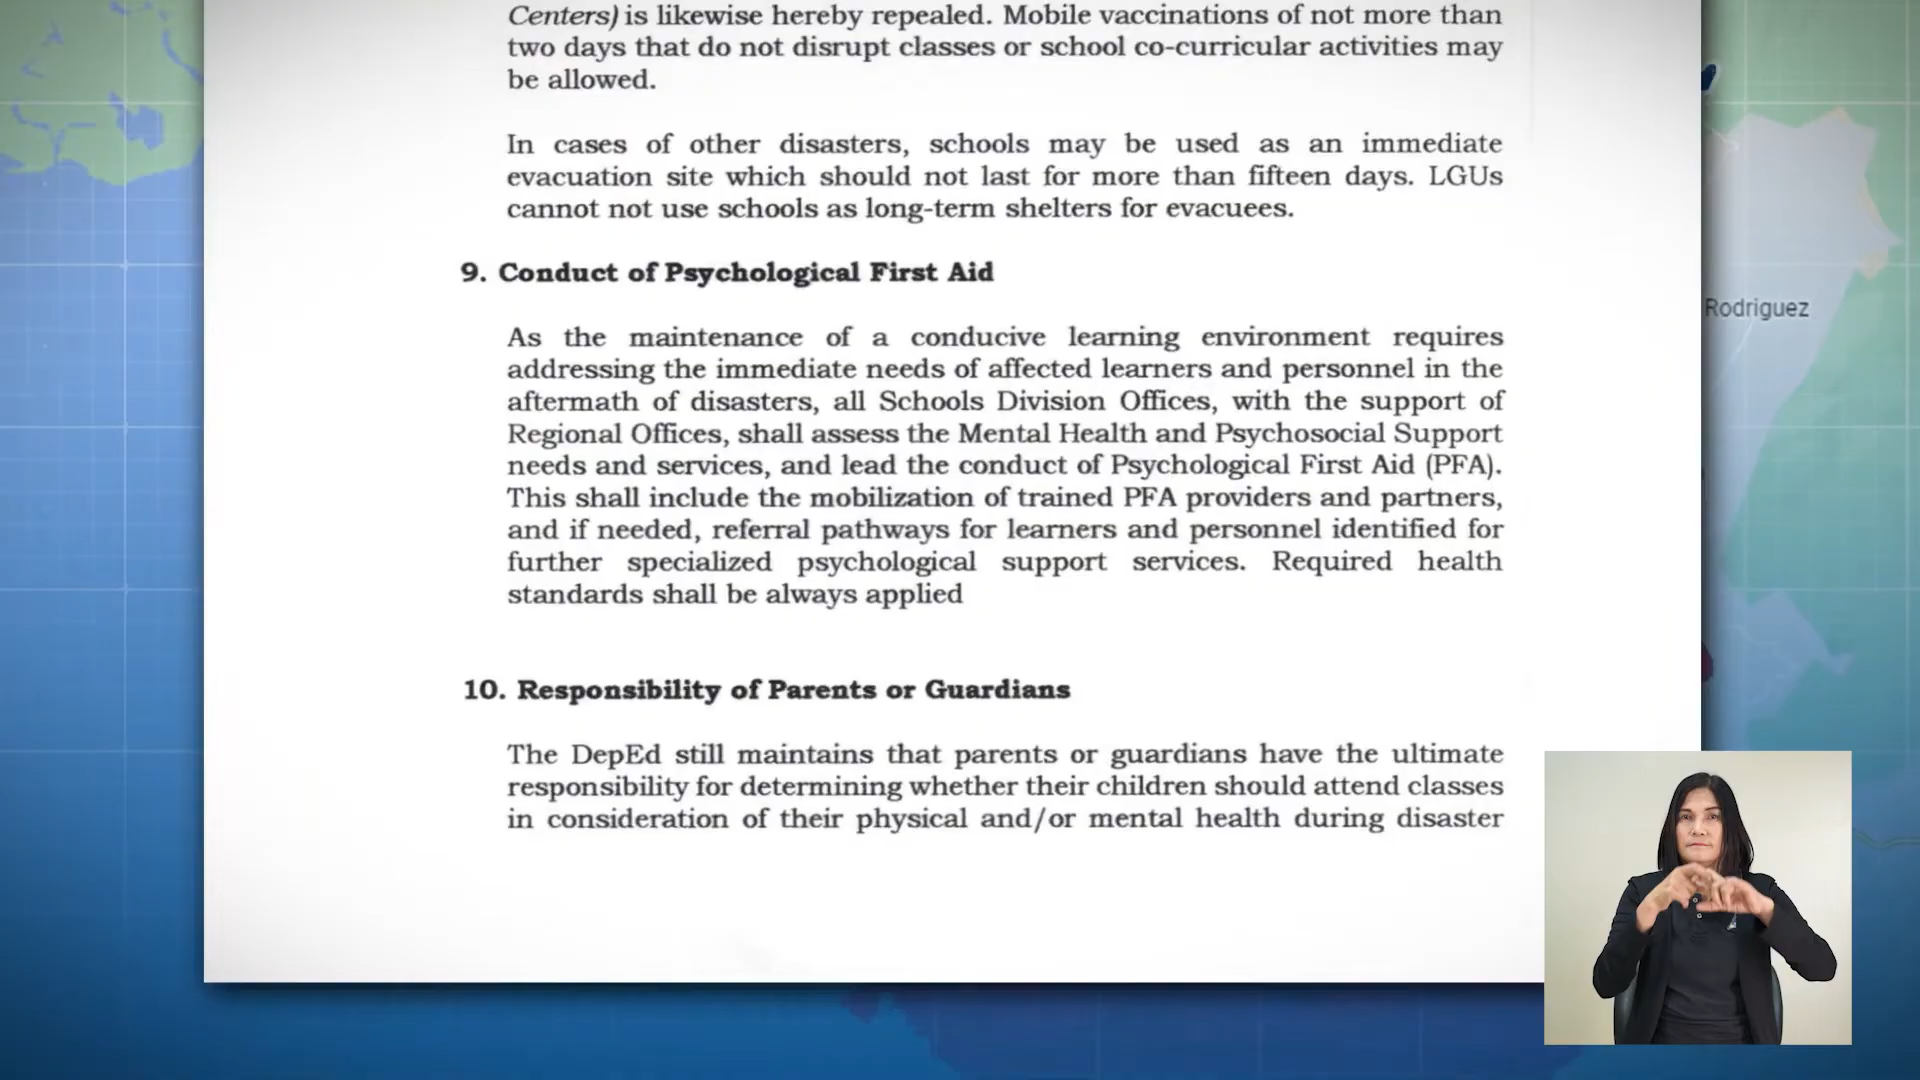 Centers) is likewise hereby repealed. Mobile vaccinations of not more than
two days that do not disrupt classes or school co-curricular activities may
be allowed.
In cases of other disasters, schools may be used as an immediate
evacuation site which should not last for more than fifteen days. LGUs
cannot not use schools as long-term shelters for evacuees.
9. Conduct of Psychological First Aid
As the maintenance of a conducive learning environment requires
addressing the immediate needs of affected learners and personnel in the
aftermath of disasters, all Schools Division Offices, with the support of
Regional Offices, shall assess the Mental Health and Psychosocial Support
needs and services, and lead the conduct of Psychological First Aid (PFA).
This shall include the mobilization of trained PFA providers and partners,
and if needed, referral pathways for learners and personnel identified for
further specialized psychological support services. Required health
standards shall be always applied
10. Responsibility of Parents or Guardians
The DepEd still maintains that parents or guardians have the ultimate
responsibility for determining whether their children should attend classes
in consideration of their physical and/or mental health during disaster
Rodriguez